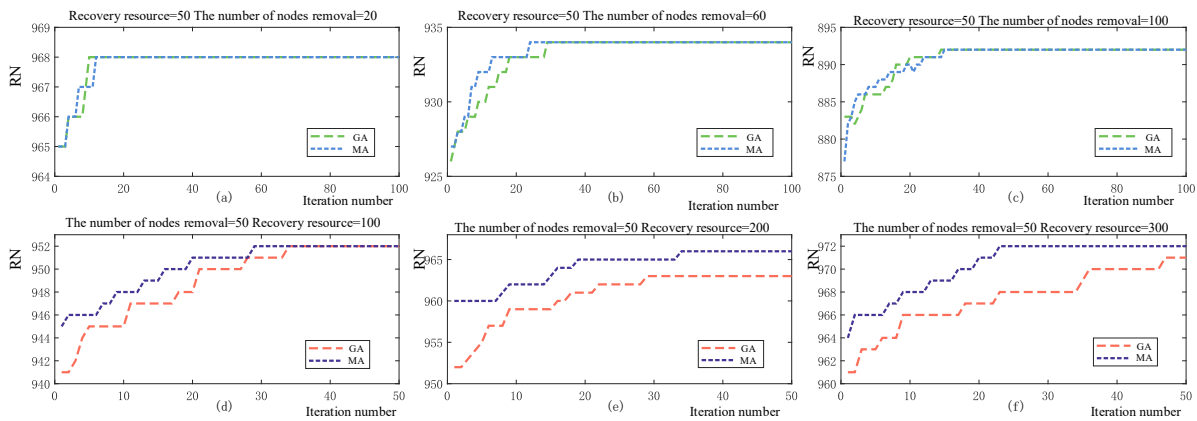 Recovery resource=50 The number of nodes removal=20
969
968
967
966
965
964
RN
GA
MA
0
20
40
60
80
100
(a)
Iteration number
Recovery resource=50 The number of nodes removal=60
935
930
925
RN
GA
MA
0
20
40
60
80
100
(b)
Iteration number
Recovery resource=50 The number of nodes removal=100
895
890
885
880
875
RN
GA
MA
0
20
40
60
80
100
(c)
Iteration number
The number of nodes removal=50 Recovery resource=100
952
950
948
946
944
942
940
RN
GA
MA
0
10
20
30
40
50
(d)
Iteration number
The number of nodes removal=50 Recovery resource=200
965
960
955
950
RN
GA
MA
0
10
20
30
40
50
(e)
Iteration number
The number of nodes removal=50 Recovery resource=300
972
970
968
966
964
962
960
RN
GA
MA
0
10
20
30
40
50
(f)
Iteration number